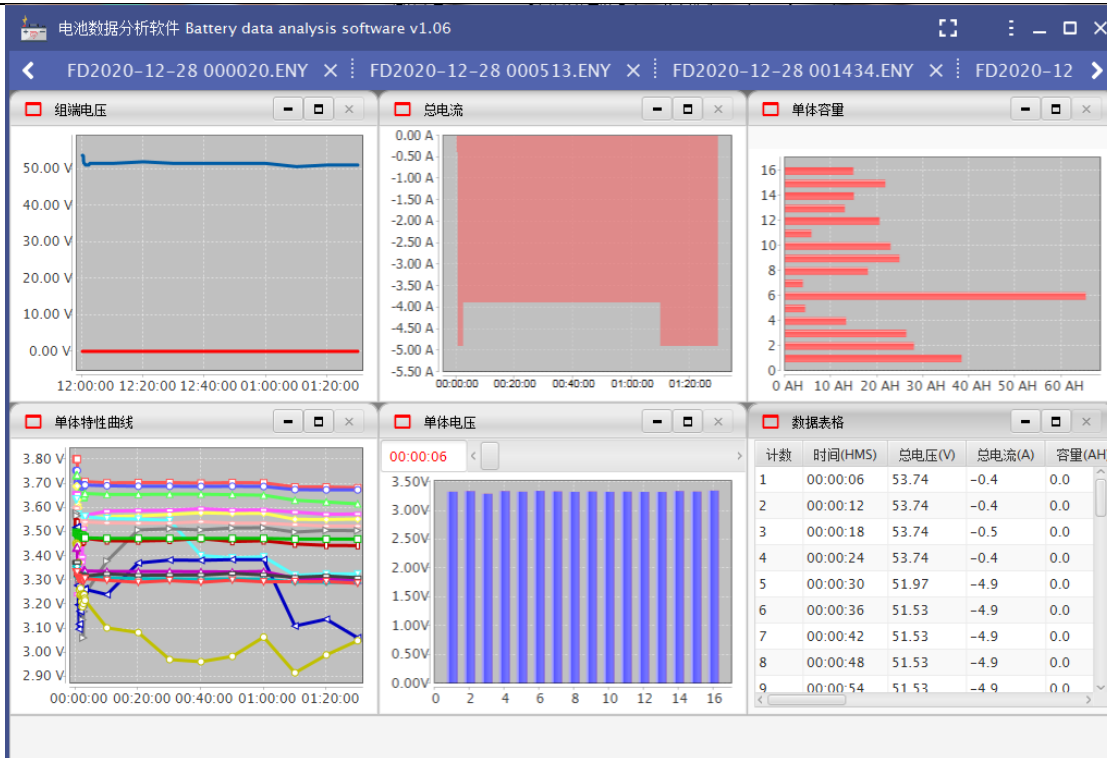 电池数据分析软件 Battery data analysis software v1.06
FD2020-12-28 000020.ENY × FD2020-12-28 000513.ENY × FD2020-12-28 001434.ENY × FD2020-12
组端电压
50.00 V
40.00 V
30.00 V
20.00 V
10.00 V
0.00 V
12:00:00 12:20:00 12:40:00 01:00:00 01:20:00
总电流
0.00 A
-0.50 A
-1.00 A
-1.50 A
-2.00 A
-2.50 A
-3.00 A
-3.50 A
-4.00 A
-4.50 A
-5.00 A
-5.50 A
00:00:00 00:20:00 00:40:00 01:00:00 01:20:00
单体容量
16
14
12
10
8
6
4
2
0
0 AH 10 AH 20 AH 30 AH 40 AH 50 AH 60 AH
单体特性曲线
3.80 V
3.70 V
3.60 V
3.50 V
3.40 V
3.30 V
3.20 V
3.10 V
3.00 V
2.90 V
00:00:00 00:20:00 00:40:00 01:00:00 01:20:00
单体电压
00:00:06
3.50V
3.00V
2.50V
2.00V
1.50V
1.00V
0.50V
0.00V
0 2 4 6 8 10 12 14 16
数据表格
计数 时间(HMS) 总电压(V) 总电流(A) 容量(AH)
1 00:00:06 53.74 -0.4 0.0
2 00:00:12 53.74 -0.4 0.0
3 00:00:18 53.74 -0.5 0.0
4 00:00:24 53.74 -0.4 0.0
5 00:00:30 51.97 -4.9 0.0
6 00:00:36 51.53 -4.9 0.0
7 00:00:42 51.53 -4.9 0.0
8 00:00:48 51.53 -4.9 0.0
9 00:00:54 51.53 -4.9 0.0